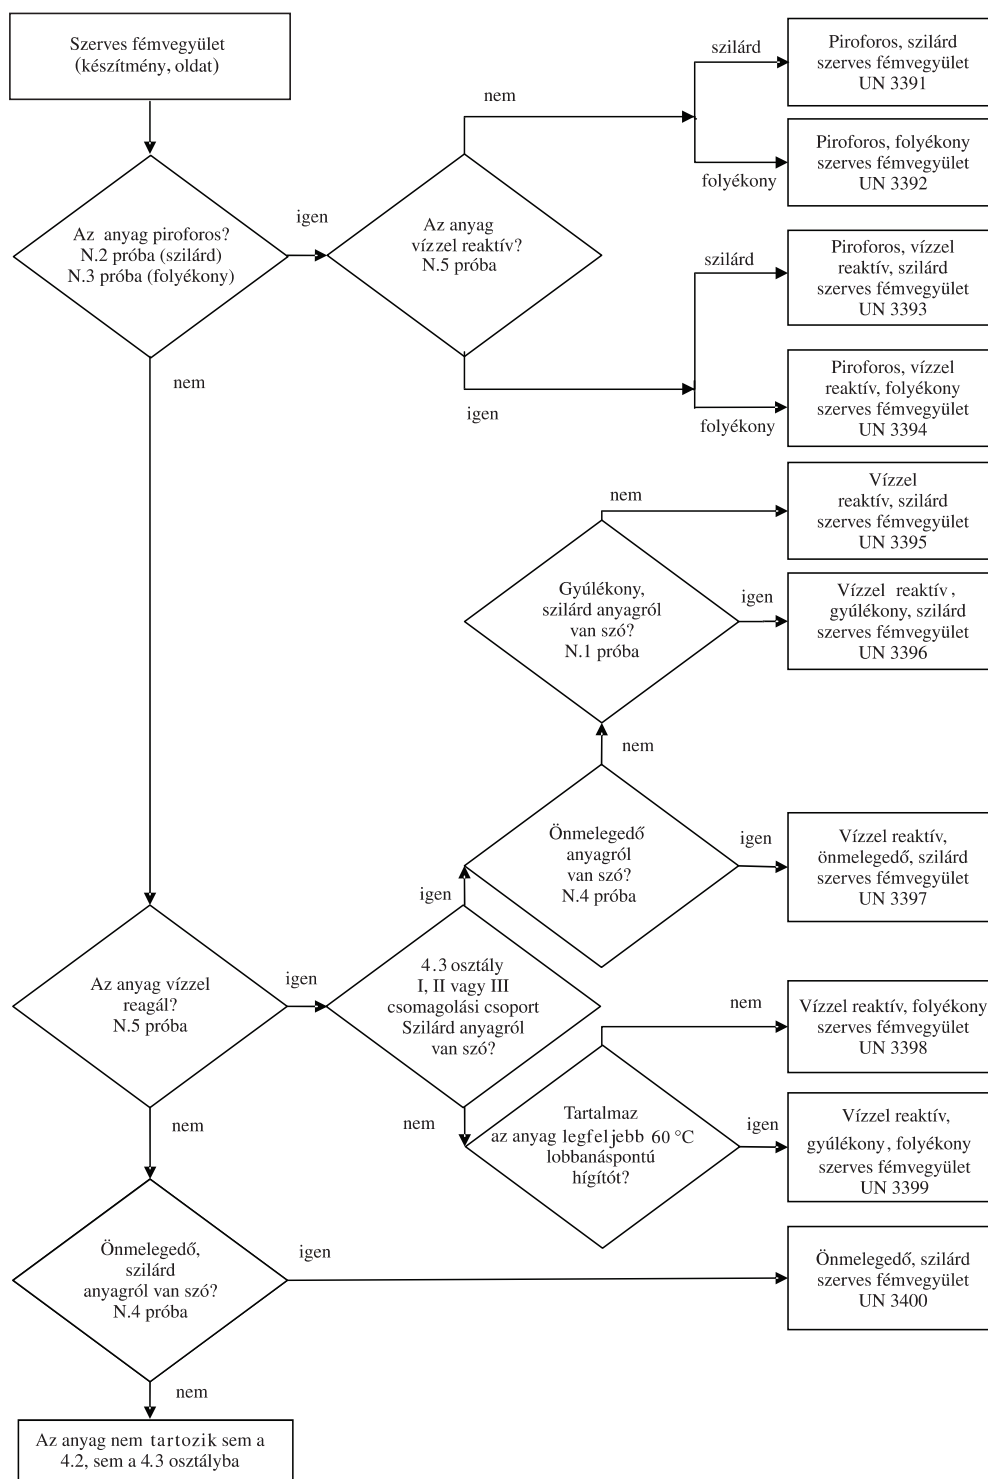 Szerves fémvegyület
(készítmény, oldat)
szilárd
Piroforos, szilárd
szerves fémvegyület
UN 3391
nem
Piroforos, folyékony
szerves fémvegyület
UN 3392
folyékony
igen
Az anyag piroforos?
N.2 próba (szilárd)
N.3 próba (folyékony)
Az anyag
vízzel reaktív?
N.5 próba
szilárd
Piroforos, vízzel
reaktív, szilárd
szerves fémvegyület
UN 3393
nem
igen
Piroforos, vízzel
reaktív, folyékony
szerves fémvegyület
UN 3394
folyékony
nem
Vízzel
reaktív, szilárd
szerves fémvegyület
UN 3395
Gyúlékony,
szilárd anyagról
van szó?
N.1 próba
igen
Vízzel reaktív,
gyúlékony, szilárd
szerves fémvegyület
UN 3396
nem
Önmelegedő
anyagról
van szó?
N.4 próba
igen
Vízzel reaktív,
önmelegedő, szilárd
szerves fémvegyület
UN 3397
igen
Az anyag vízzel
reagál?
N.5 próba
igen
4.3 osztály
I, II vagy III
csomagolási csoport
Szilárd anyagról
van szó?
nem
Vízzel reaktív, folyékony
szerves fémvegyület
UN 3398
nem
nem
Tartalmaz
az anyag legfeljebb 60 °C
lobbanáspontú
hígítót?
igen
Vízzel reaktív,
gyúlékony, folyékony
szerves fémvegyület
UN 3399
Önmelegedő,
szilárd
anyagról van szó?
N.4 próba
igen
Önmelegedő, szilárd
szerves fémvegyület
UN 3400
nem
Az anyag nem tartozik sem a
4.2, sem a 4.3 osztályba